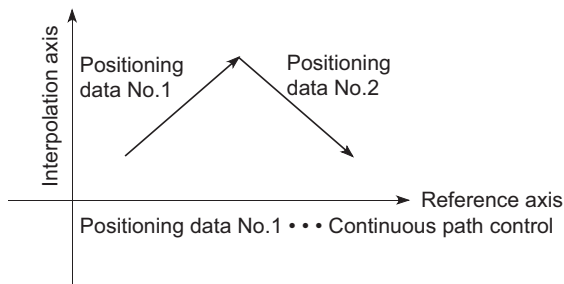 Interpolation axis
Positioning
data No.1
Positioning
data No.2
Reference axis
Positioning data No.1 • • • Continuous path control